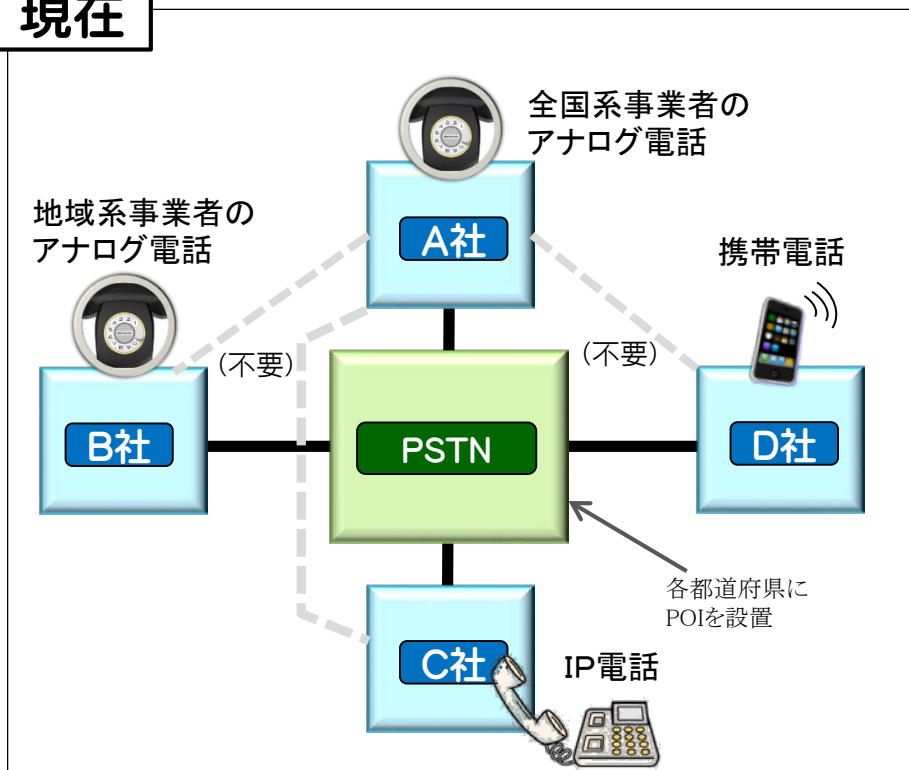 現在
全国系事業者の
アナログ電話
地域系事業者の
アナログ電話
A社
携帯電話
(不要)
(不要)
B社
PSTN
D社
各都道府県に
POIを設置
C社
IP電話